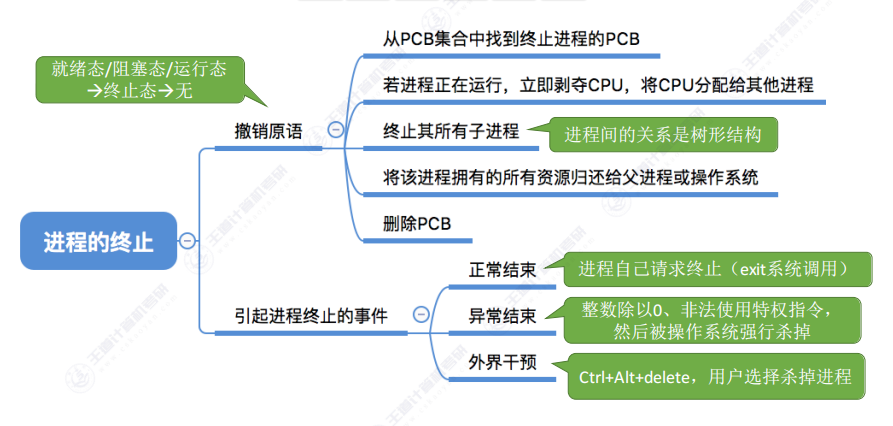 从PCB集合中找到终止进程的PCB
就绪态/阻塞态/运行态
→终止态→无
若进程正在运行，立即剥夺CPU，将CPU分配给其他进程
撤销原语
终止其所有子进程
进程间的关系是树形结构
将该进程拥有的所有资源归还给父进程或操作系统
删除PCB
进程的终止
正常结束
进程自己请求终止（exit系统调用）
引起进程终止的事件
异常结束
整数除以0、非法使用特权指令，
然后被操作系统强行杀掉
外界干预
Ctrl+Alt+delete，用户选择杀掉进程